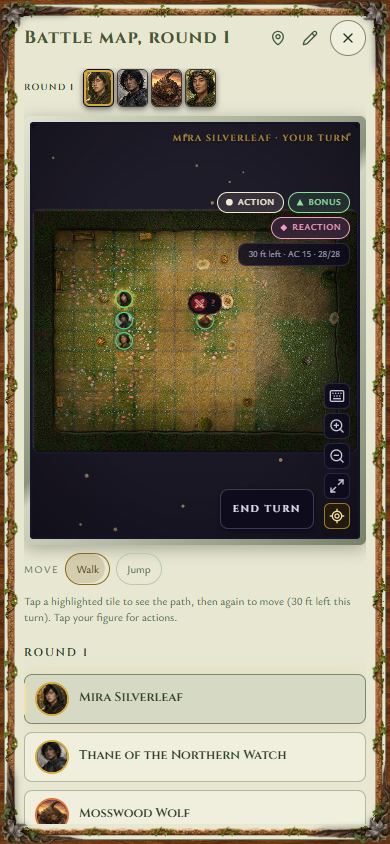 Battle map, round 1
ROUND 1
MIRA SILVERLEAF · YOUR TURN
ACTION
BONUS
REACTION
30 ft left · AC 15 · 28/28
END TURN
MOVE
Walk
Jump
Tap a highlighted tile to see the path, then again to move (30 ft left this
turn). Tap your figure for actions.
ROUND 1
Mira Silverleaf
Thane of the Northern Watch
Mosswood Wolf